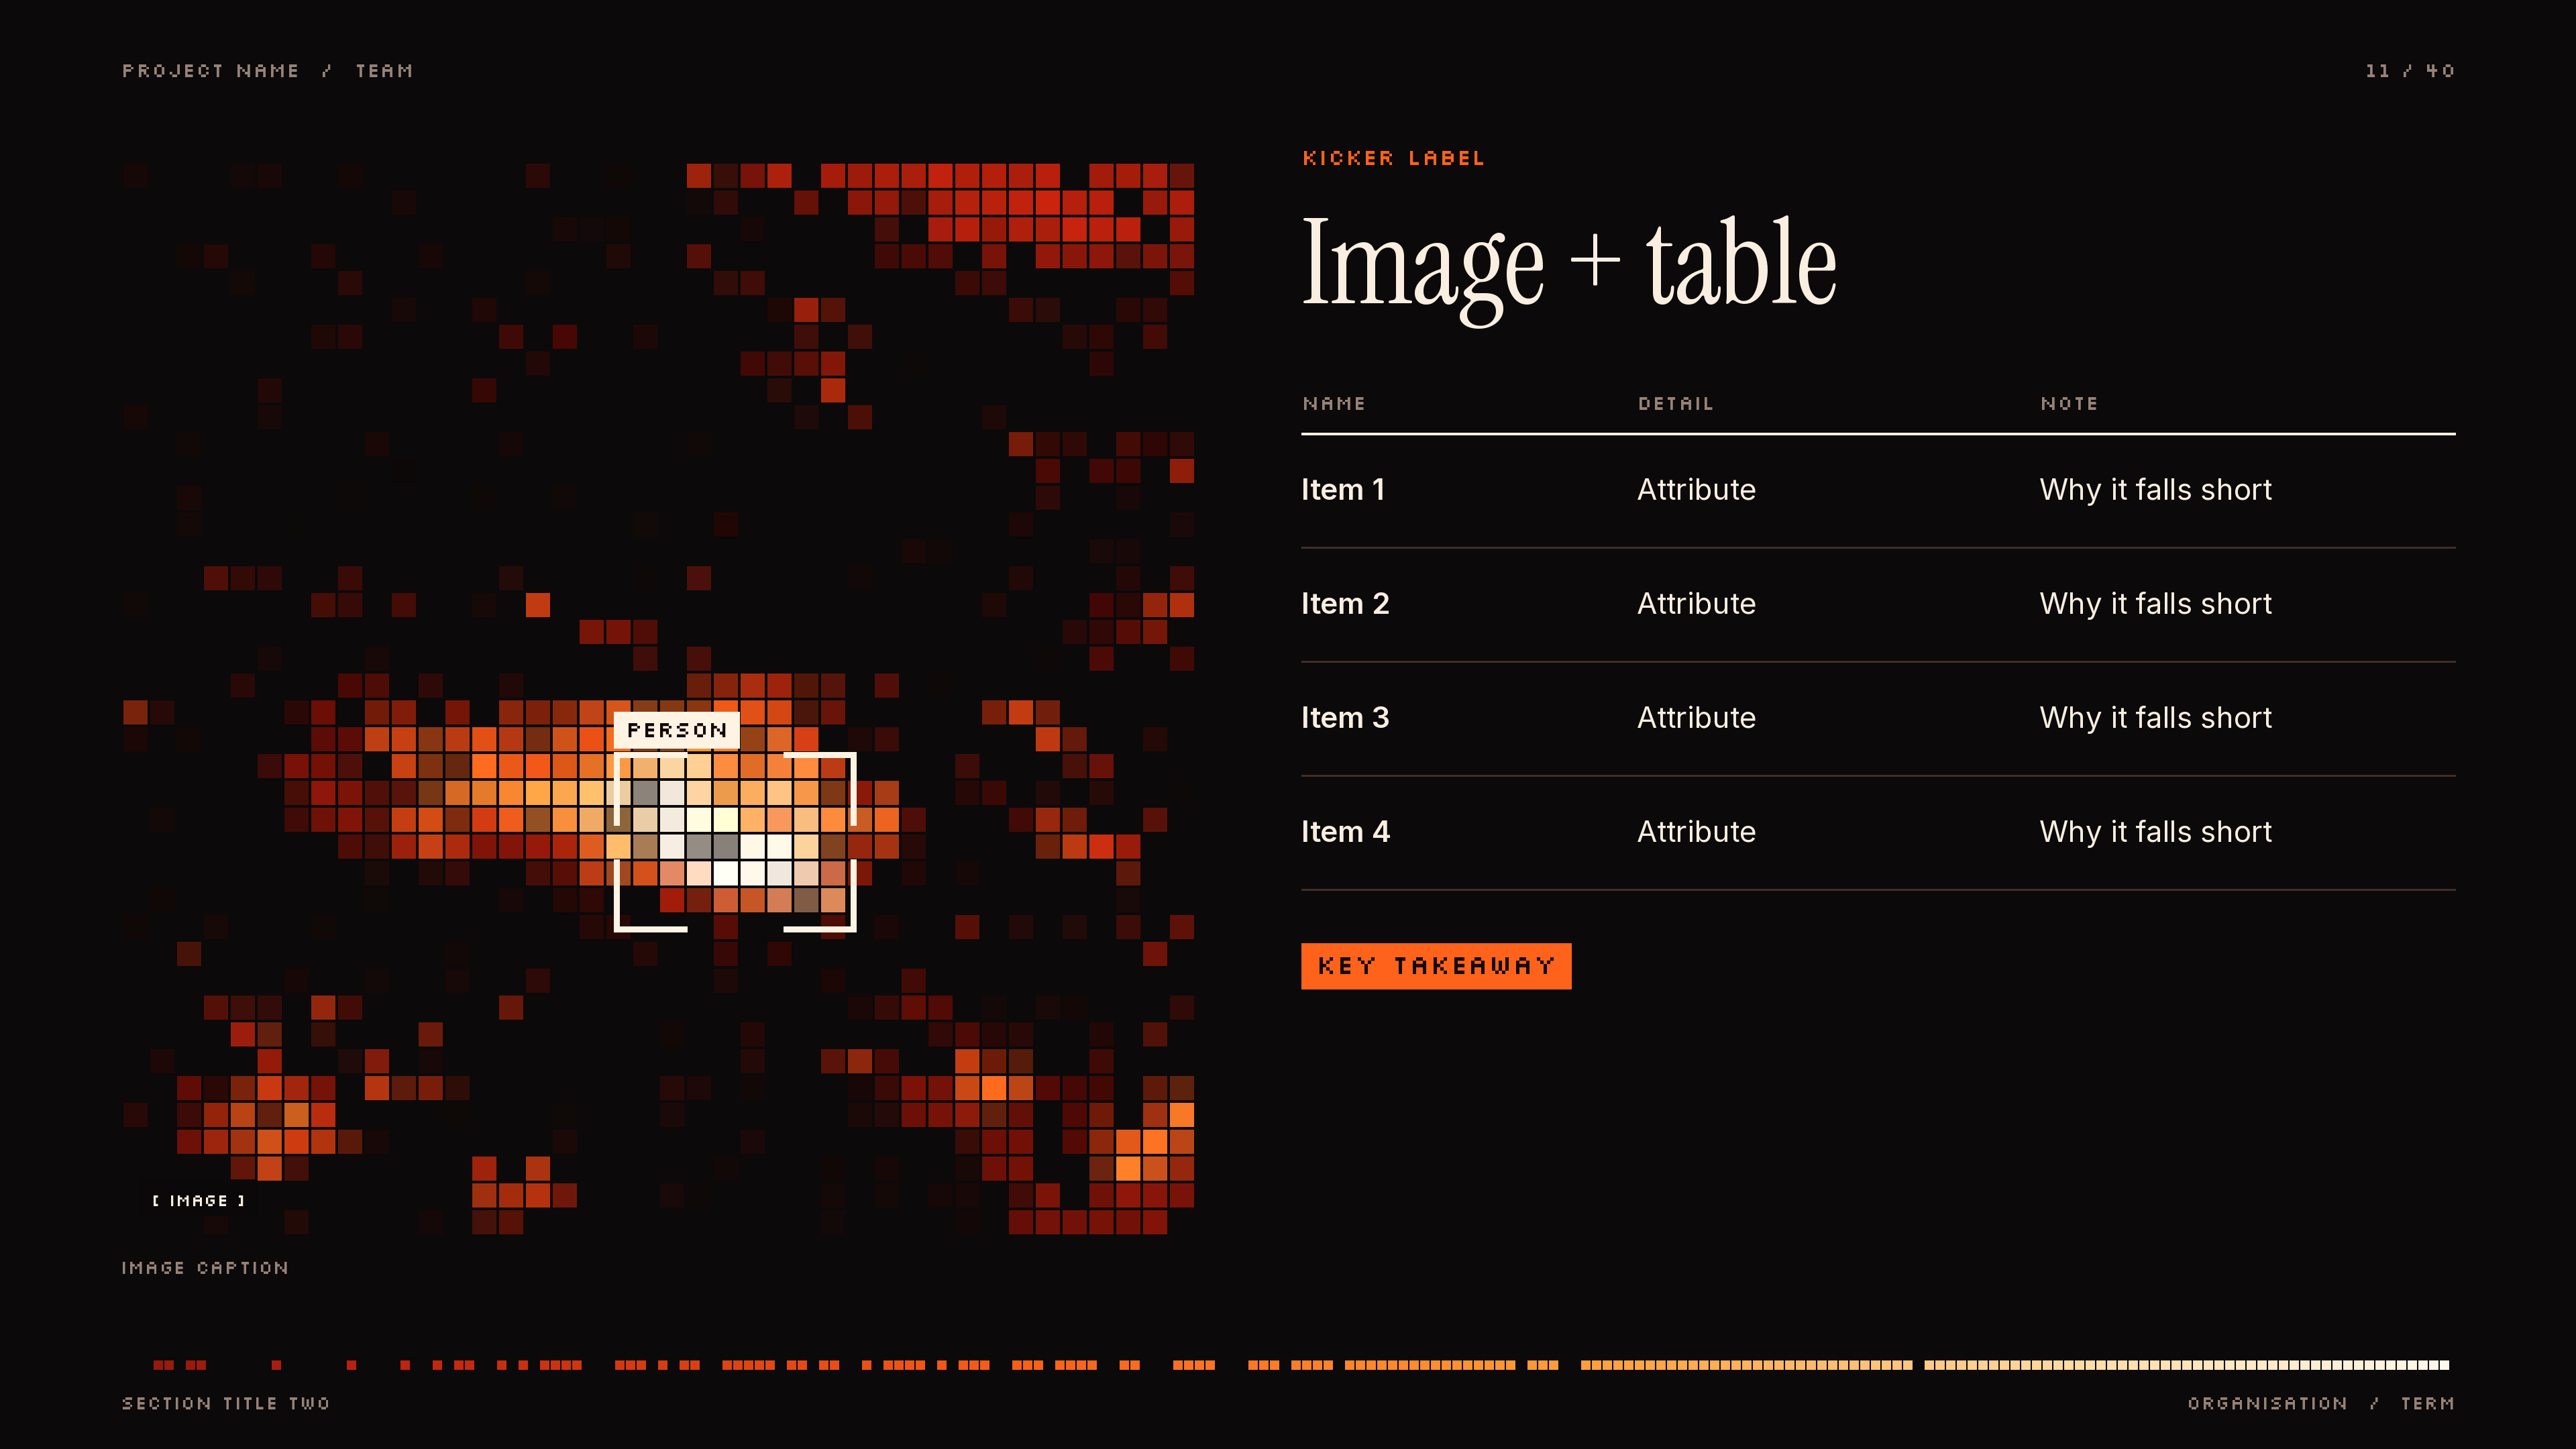 PROJECT NAME / TEAM
11 / 40
PERSON
[ IMAGE ]
IMAGE CAPTION
KICKER LABEL
Image + table
NAME DETAIL NOTE
Item 1 Attribute Why it falls short
Item 2 Attribute Why it falls short
Item 3 Attribute Why it falls short
Item 4 Attribute Why it falls short
KEY TAKEAWAY
SECTION TITLE TWO
ORGANISATION / TERM